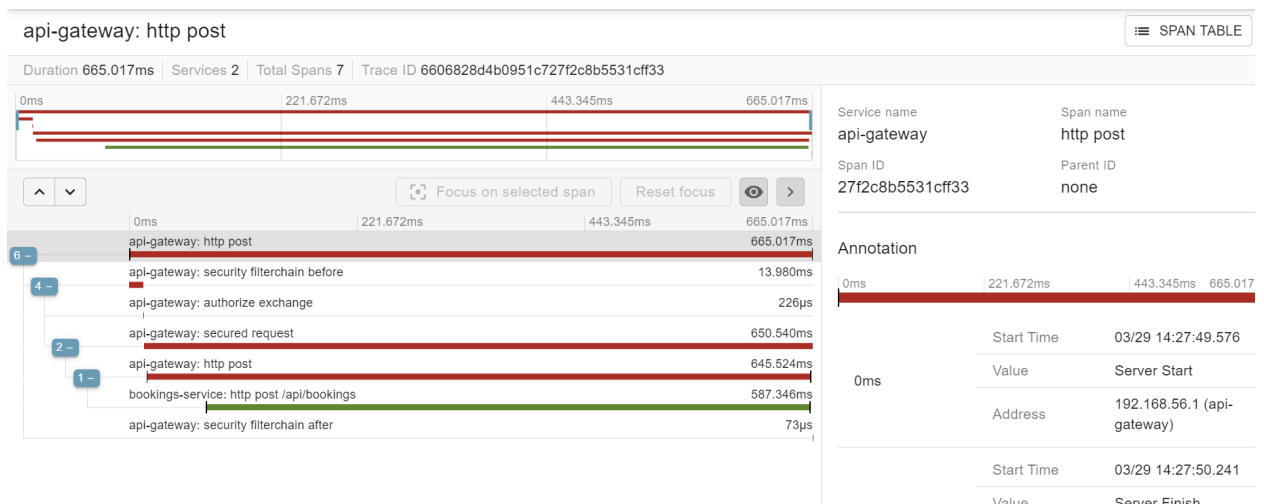 api-gateway: http post
SPAN TABLE
Duration 665.017ms Services 2 Total Spans 7 Trace ID 6606828d4b0951c727f2c8b5531cff33
0ms 221.672ms 443.345ms 665.017ms
Focus on selected span Reset focus
0ms 221.672ms 443.345ms 665.017ms
api-gateway: http post 665.017ms
6 –
api-gateway: security filterchain before 13.980ms
4 –
api-gateway: authorize exchange 226µs
api-gateway: secured request 650.540ms
2 –
api-gateway: http post 645.524ms
1 –
bookings-service: http post /api/bookings 587.346ms
api-gateway: security filterchain after 73µs
Service name Span name
api-gateway http post
Span ID Parent ID
27f2c8b5531cff33 none
Annotation
0ms 221.672ms 443.345ms 665.017
Start Time 03/29 14:27:49.576
0ms
Value Server Start
Address 192.168.56.1 (api-
gateway)
Start Time 03/29 14:27:50.241
Value Server Finish